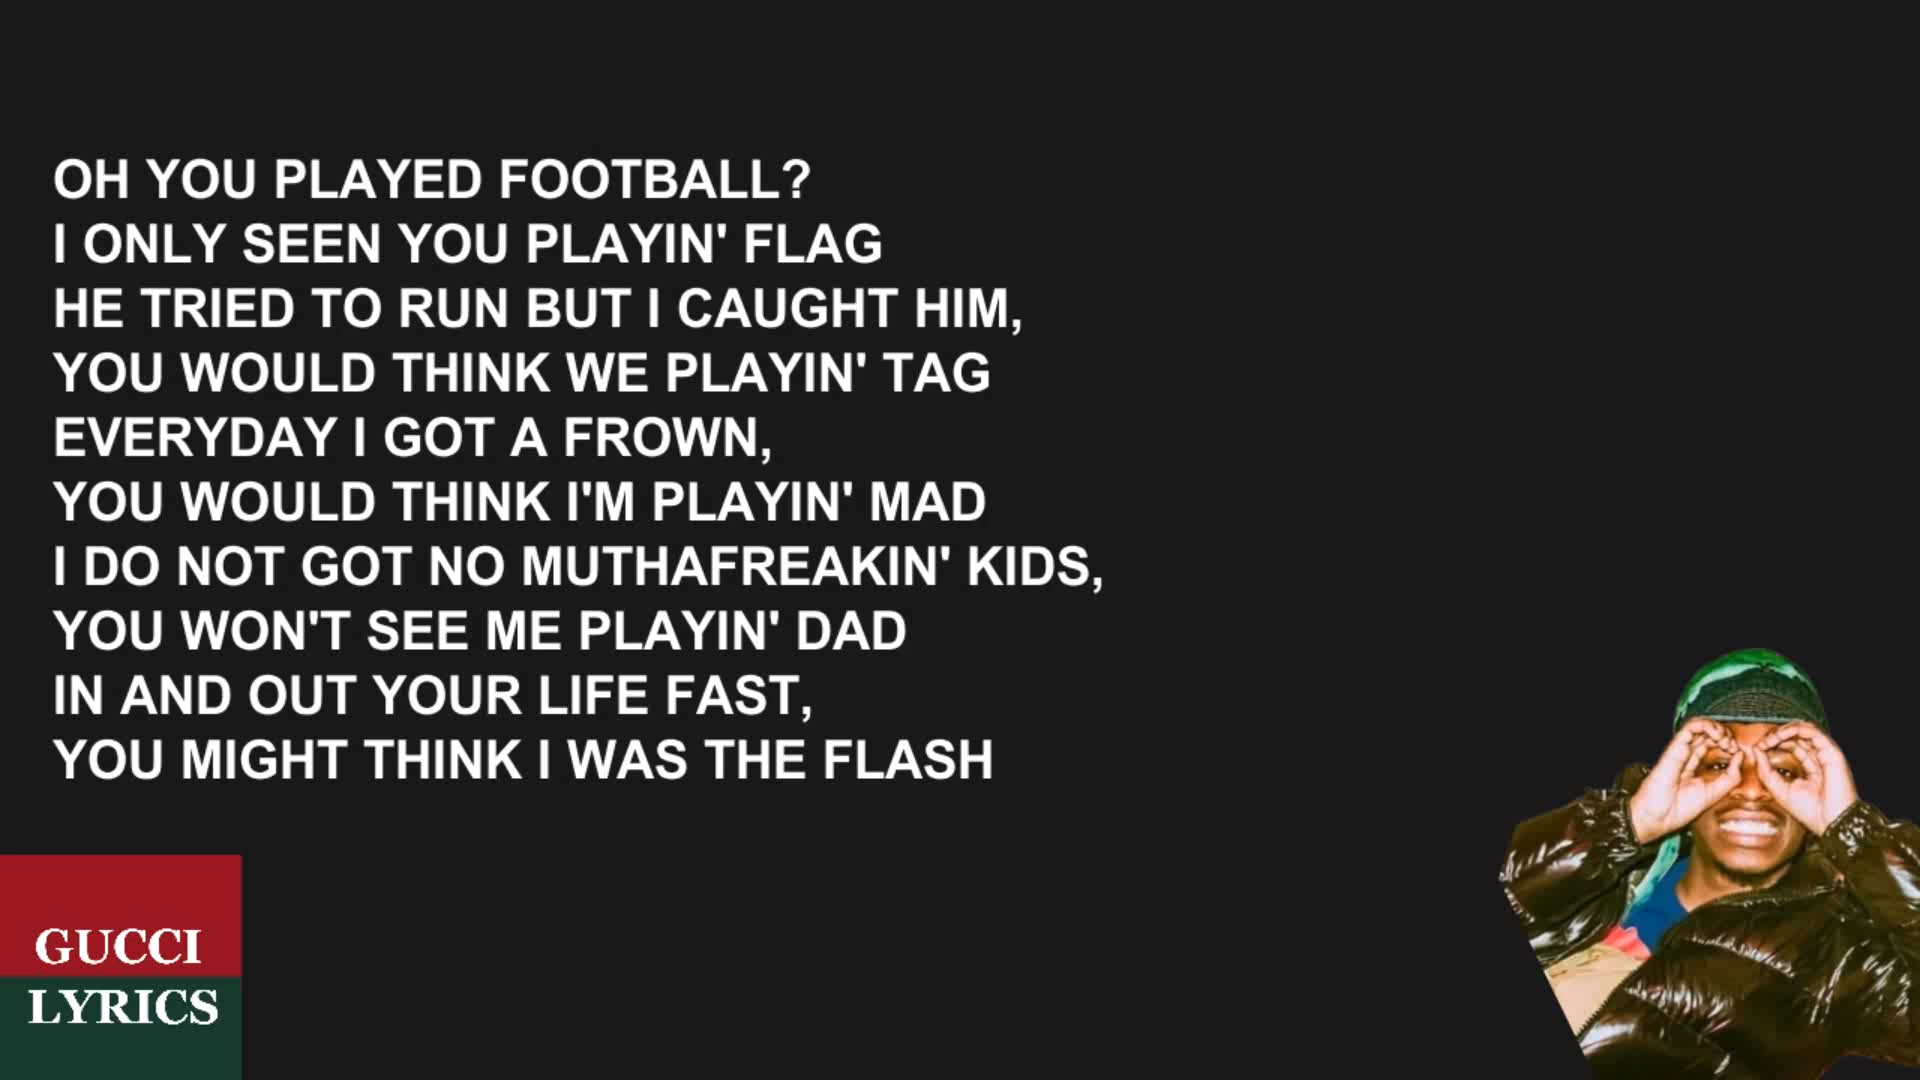 OH YOU PLAYED FOOTBALL?
I ONLY SEEN YOU PLAYIN' FLAG
HE TRIED TO RUN BUT I CAUGHT HIM,
YOU WOULD THINK WE PLAYIN' TAG
EVERYDAY I GOT A FROWN,
YOU WOULD THINK I'M PLAYIN' MAD
I DO NOT GOT NO MUTHAFREAKIN' KIDS,
YOU WON'T SEE ME PLAYIN' DAD
IN AND OUT YOUR LIFE FAST,
YOU MIGHT THINK I WAS THE FLASH
GUCCI
LYRICS